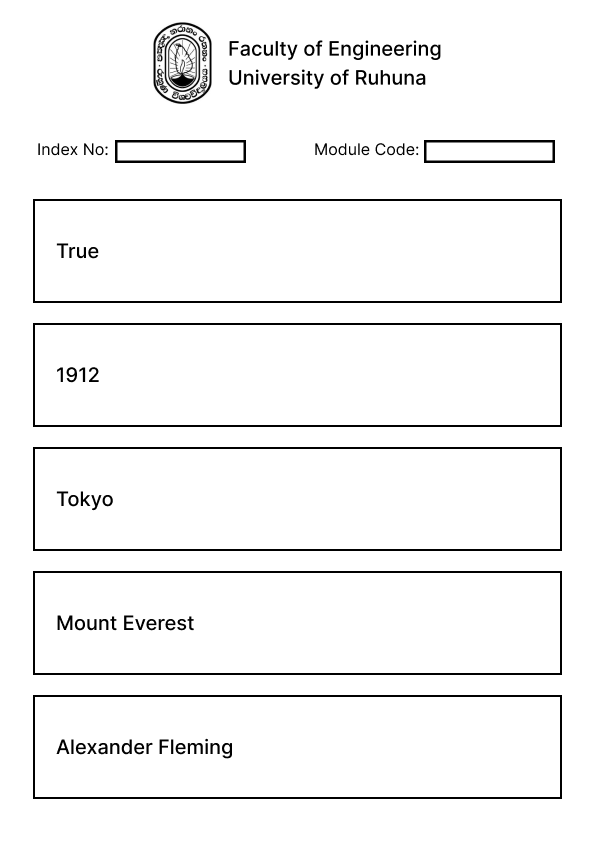 Faculty of Engineering
University of Ruhuna
Index No:
Module Code:
True
1912
Tokyo
Mount Everest
Alexander Fleming